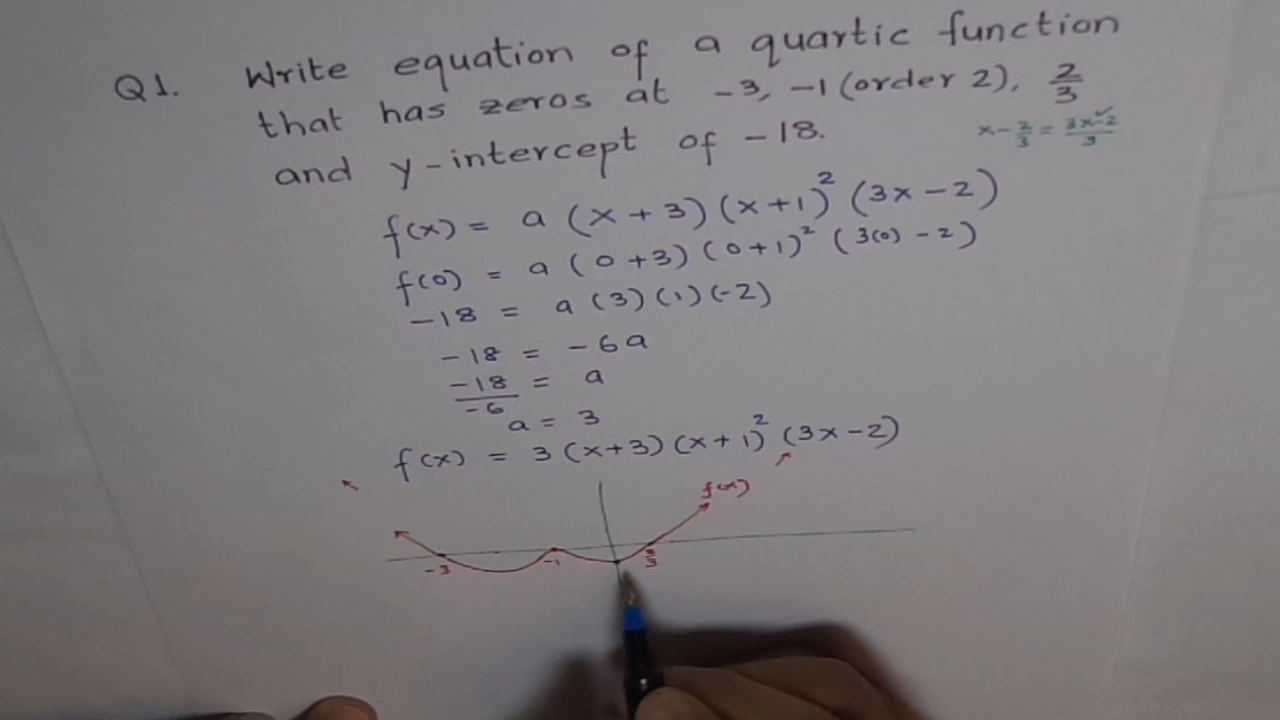 Q1. Write equation of a quartic function
that has zeros at -3, -1 (order 2), 2/3
and y-intercept of -18.
x - 2/3 = 3x-2/3
f(x) = a (x+3) (x+1)² (3x-2)
f(0) = a (0+3) (0+1)² (3(0) - 2)
-18 = a (3) (1) (-2)
-18 = -6a
-18/-6 = a
a = 3
f(x) = 3 (x+3) (x+1)² (3x-2)
f(x)
-3 -1 2/3